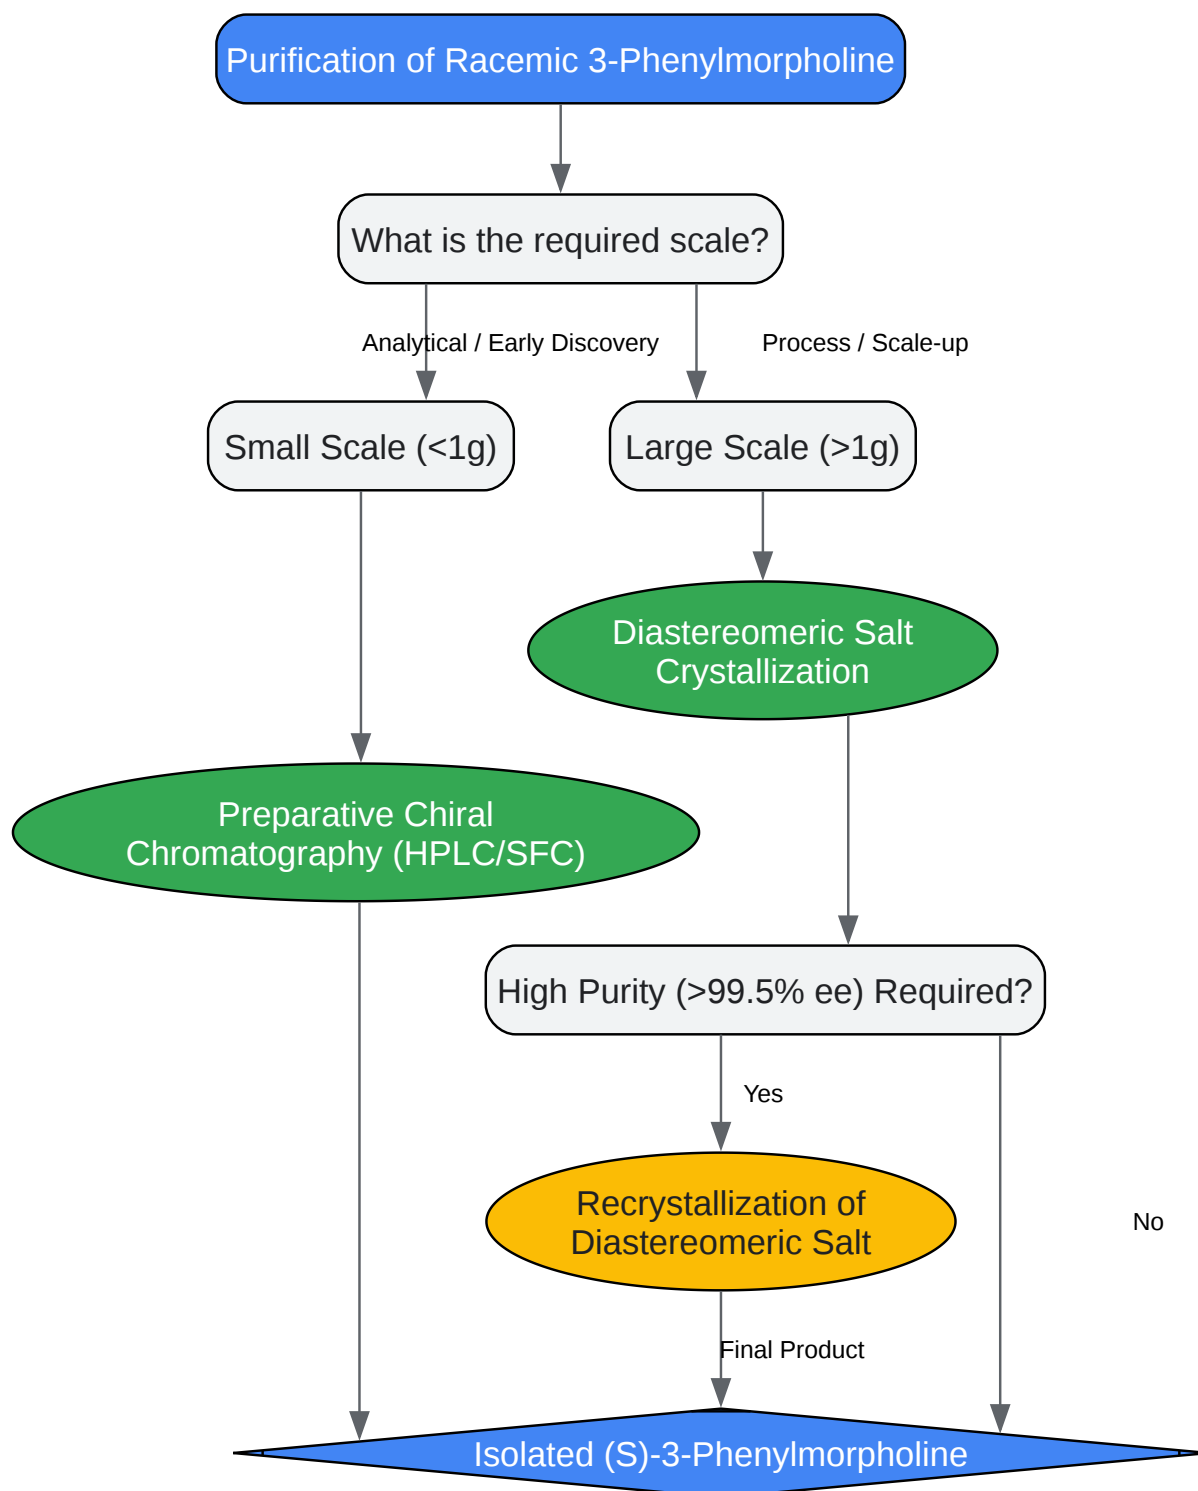 Purification of Racemic 3-Phenylmorpholine
What is the required scale?
Analytical / Early Discovery
Process / Scale-up
Small Scale (<1g)
Large Scale (>1g)
Diastereomeric Salt
Crystallization
Preparative Chiral
Chromatography (HPLC/SFC)
High Purity (>99.5% ee) Required?
Yes
Recrystallization of
Diastereomeric Salt
No
Final Product
Isolated (S)-3-Phenylmorpholine